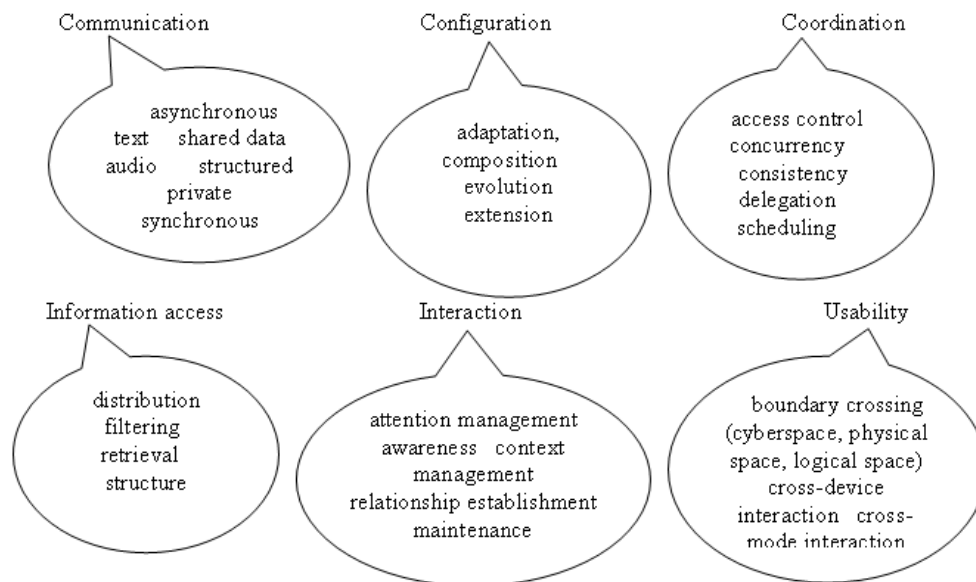 Communication
asynchronous
text shared data
audio structured
private
synchronous
Configuration
adaptation,
composition
evolution
extension
Coordination
access control
concurrency
consistency
delegation
scheduling
Information access
distribution
filtering
retrieval
structure
Interaction
attention management
awareness context
management
relationship establishment
maintenance
Usability
boundary crossing
(cyberspace, physical
space, logical space)
cross-device
interaction cross-
mode interaction